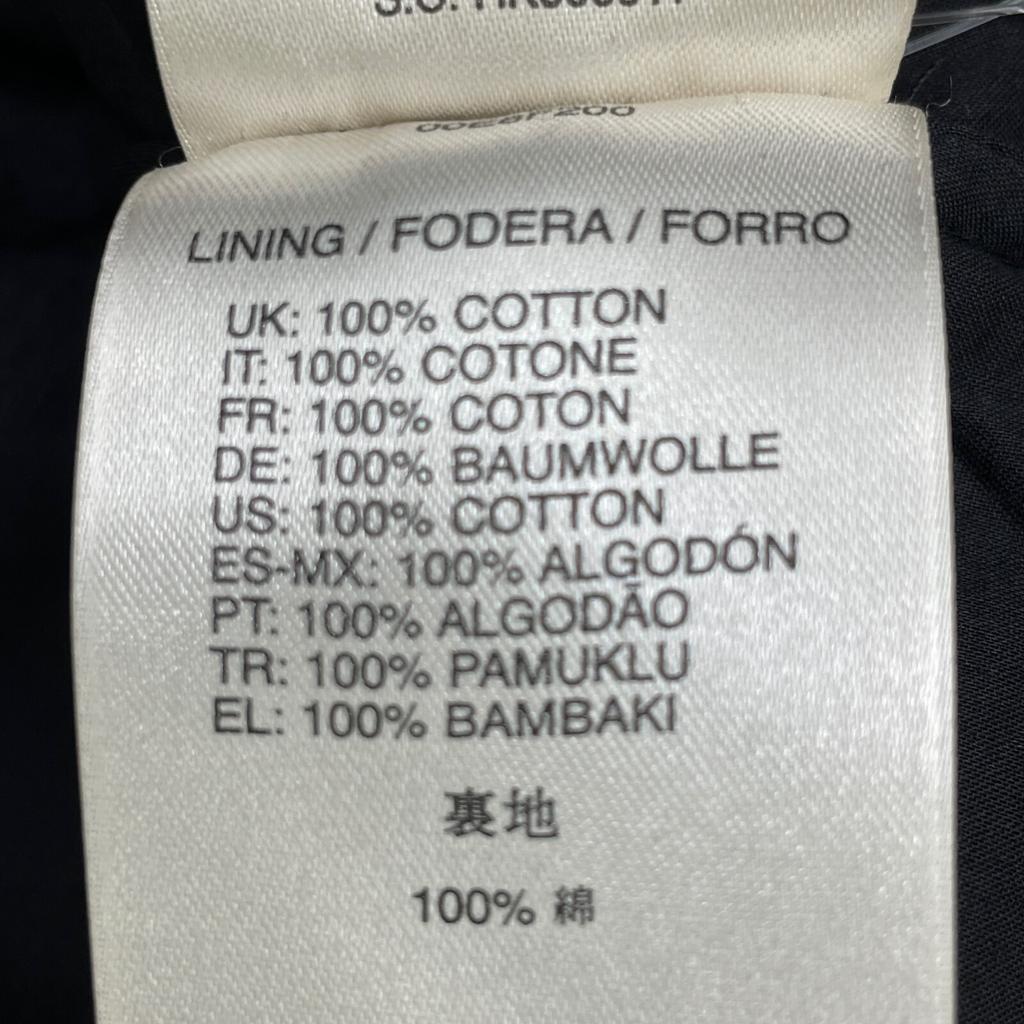 LINING / FODERA / FORRO
UK: 100% COTTON
IT: 100% COTONE
FR: 100% COTON
DE: 100% BAUMWOLLE
US: 100% COTTON
ES-MX: 100% ALGODÓN
PT: 100% ALGODÃO
TR: 100% PAMUKLU
EL: 100% BAMBAKI
裏地
100% 綿